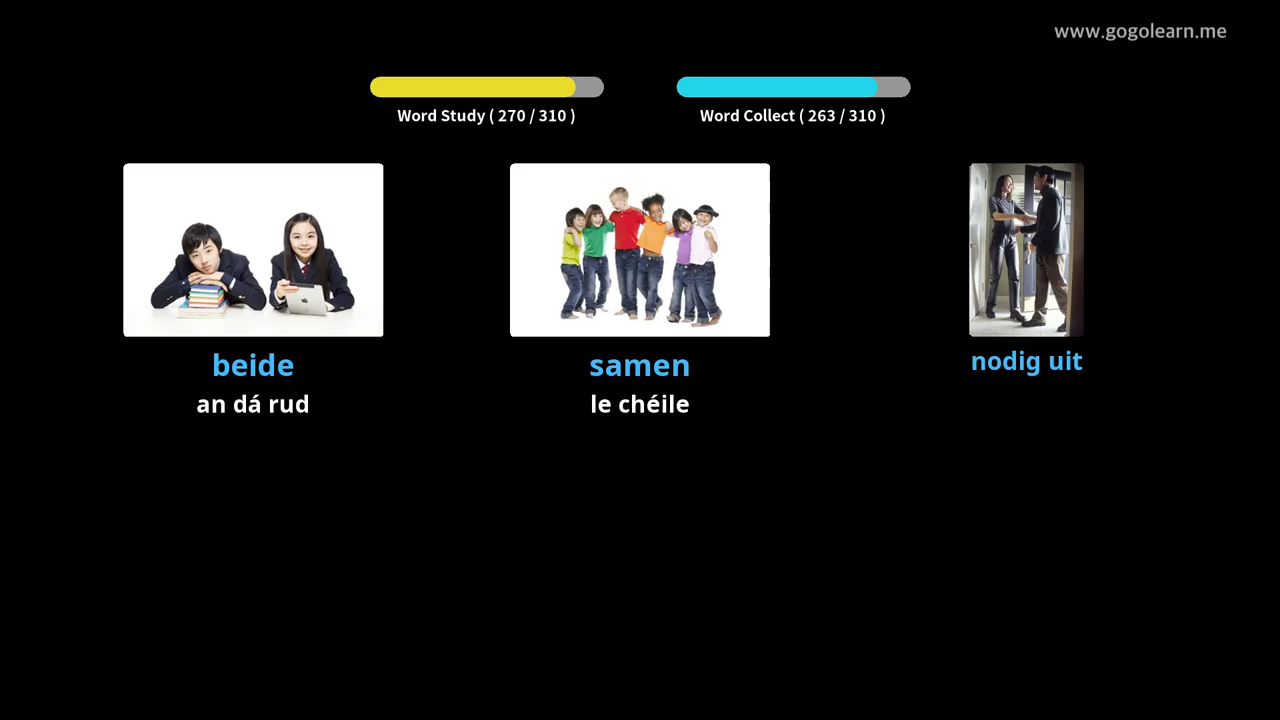 www.gogolearn.me
Word Study ( 270 / 310 )
Word Collect ( 263 / 310 )
beide
samen
nodig uit
an dá rud
le chéile